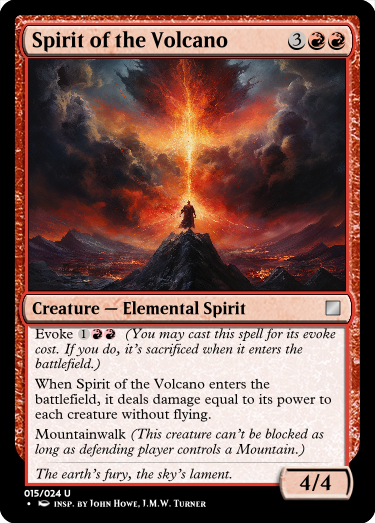 Spirit of the Volcano 3
Creature — Elemental Spirit
Evoke 1 (You may cast this spell for its evoke
cost. If you do, it's sacrificed when it enters the
battlefield.)
When Spirit of the Volcano enters the
battlefield, it deals damage equal to its power to
each creature without flying.
Mountainwalk (This creature can't be blocked as
long as defending player controls a Mountain.)
The earth's fury, the sky's lament.
4/4
015/024 U
• INSP. BY JOHN HOWE, J.M.W. TURNER